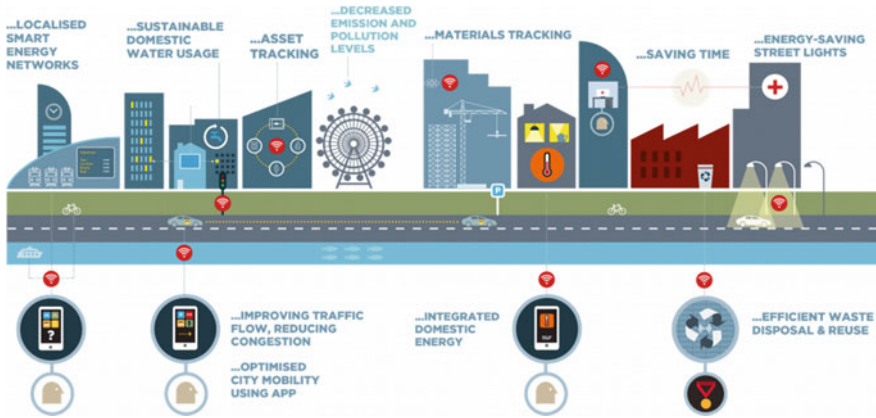 ...LOCALISED
SMART
ENERGY
NETWORKS
...SUSTAINABLE
DOMESTIC
WATER USAGE
...ASSET
TRACKING
...DECREASED
EMISSION AND
POLLUTION
LEVELS
...MATERIALS TRACKING
...SAVING TIME
...ENERGY-SAVING
STREET LIGHTS
P
?
...IMPROVING TRAFFIC
FLOW, REDUCING
CONGESTION
...OPTIMISED
CITY MOBILITY
USING APP
...INTEGRATED
DOMESTIC
ENERGY
...EFFICIENT WASTE
DISPOSAL & REUSE